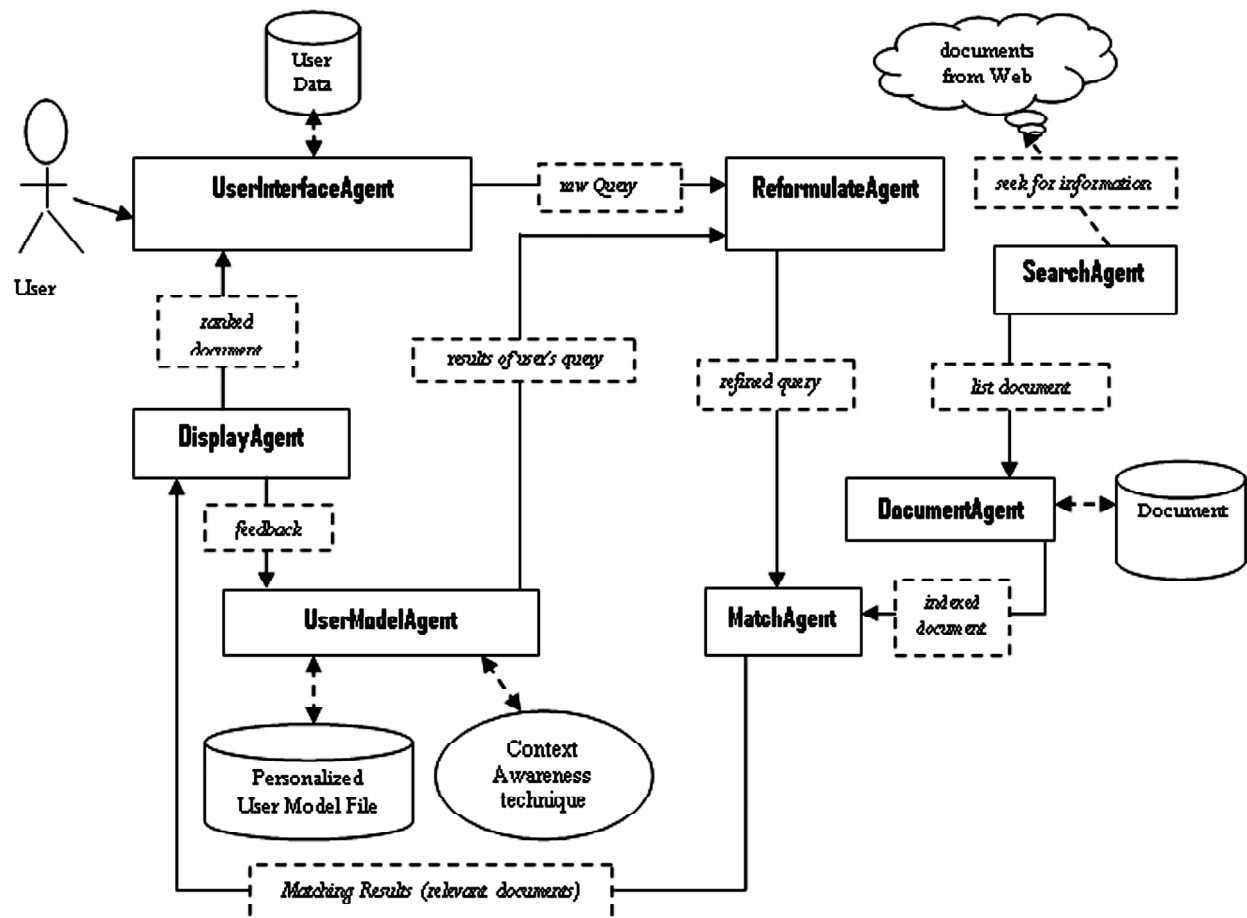 User
Data
documents
from Web
UserInterfaceAgent
raw Query
ReformulateAgent
seek for information
User
SearchAgent
ranked
document
results of user's query
refined query
list document
DisplayAgent
feedback
DocumentAgent
Document
UserModelAgent
MatchAgent
indexed
document
Personalized
User Model File
Context
Awareness
technique
Matching Results (relevant documents)